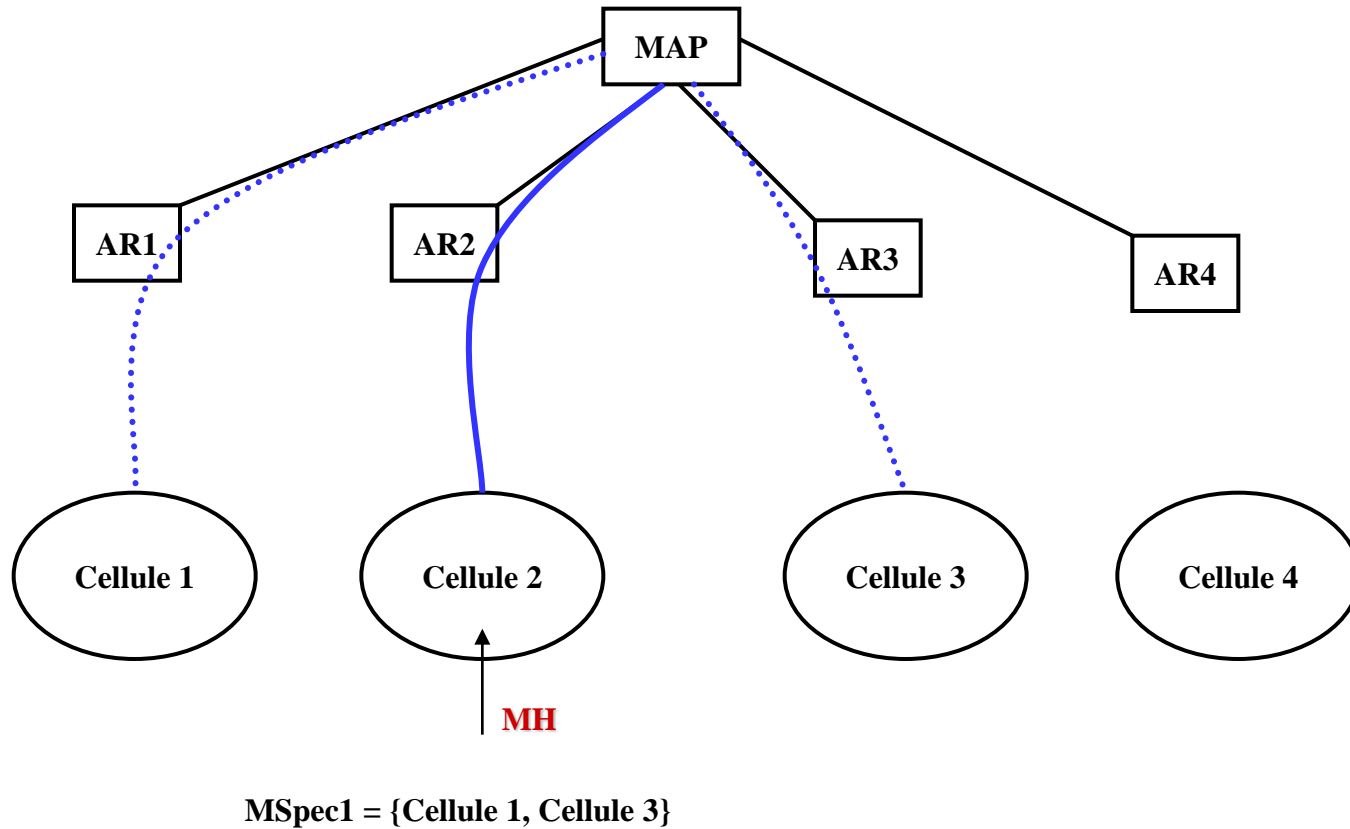 MAP
AR1
AR2
AR3
AR4
Cellule 1
Cellule 2
Cellule 3
Cellule 4
MH
MSpec1 = {Cellule 1, Cellule 3}